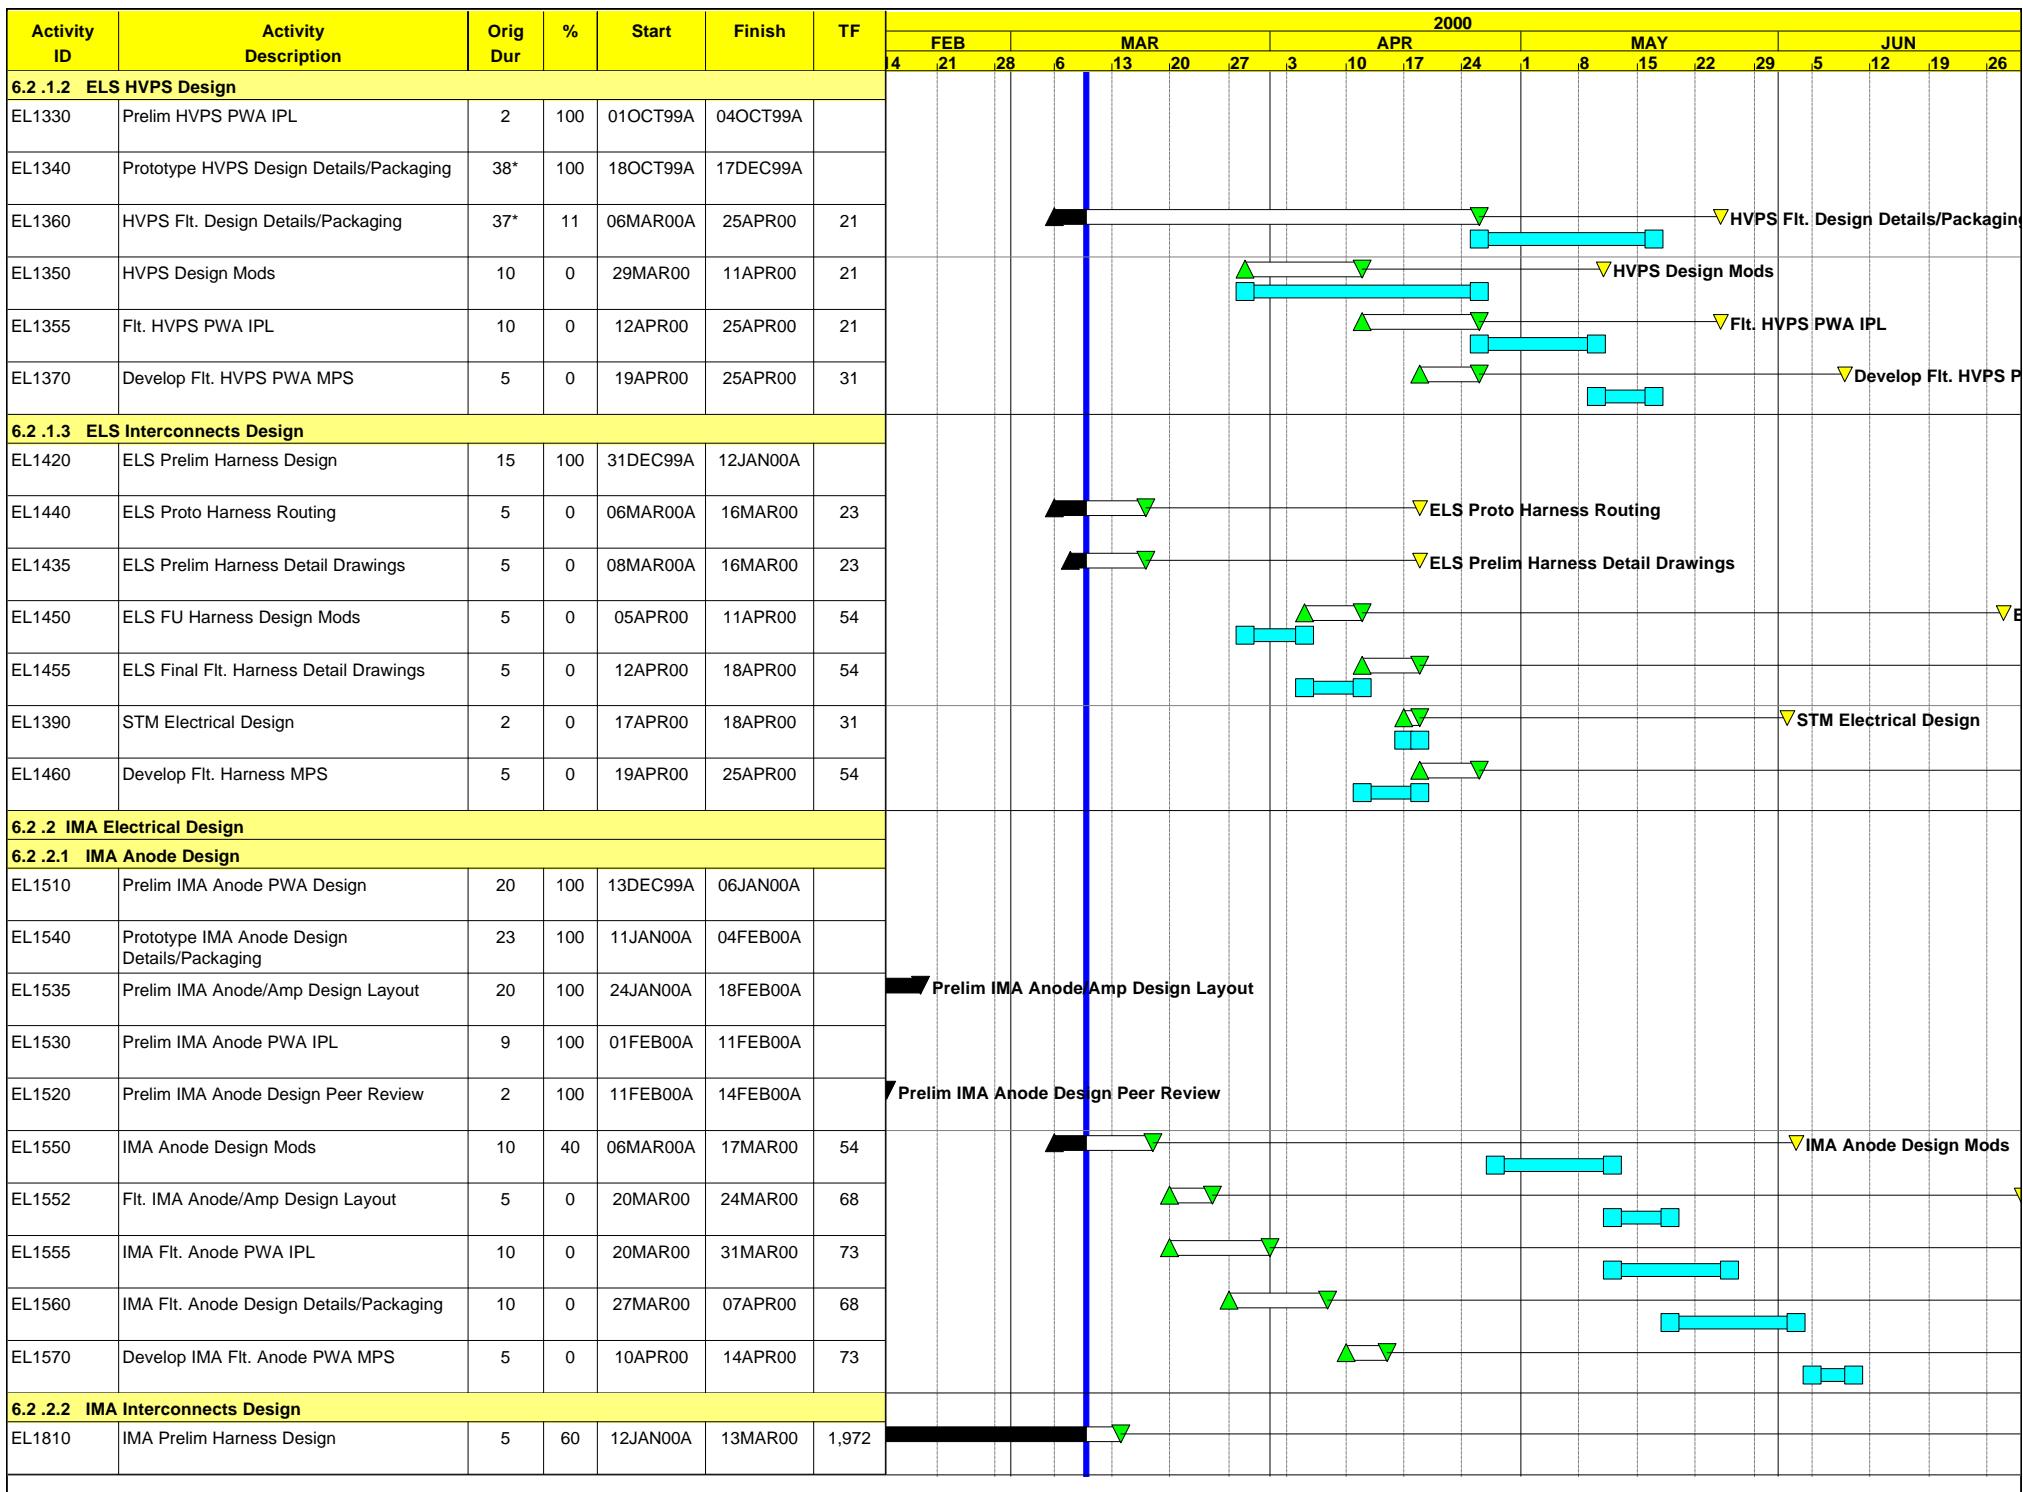 2000
Activity ID Activity Description Orig Dur % Start Finish TF
FEB MAR APR MAY JUN
14 21 28 6 13 20 27 3 10 17 24 1 8 15 22 29 5 12 19 26
6.2 .1.2 ELS HVPS Design
EL1330 Prelim HVPS PWA IPL 2 100 01OCT99A 04OCT99A
EL1340 Prototype HVPS Design Details/Packaging 38* 100 18OCT99A 17DEC99A
EL1360 HVPS Flt. Design Details/Packaging 37* 11 06MAR00A 25APR00 21 HVPS Flt. Design Details/Packaging
EL1350 HVPS Design Mods 10 0 29MAR00 11APR00 21 HVPS Design Mods
EL1355 Flt. HVPS PWA IPL 10 0 12APR00 25APR00 21 Flt. HVPS PWA IPL
EL1370 Develop Flt. HVPS PWA MPS 5 0 19APR00 25APR00 31 Develop Flt. HVPS P
6.2 .1.3 ELS Interconnects Design
EL1420 ELS Prelim Harness Design 15 100 31DEC99A 12JAN00A
EL1440 ELS Proto Harness Routing 5 0 06MAR00A 16MAR00 23 ELS Proto Harness Routing
EL1435 ELS Prelim Harness Detail Drawings 5 0 08MAR00A 16MAR00 23 ELS Prelim Harness Detail Drawings
EL1450 ELS FU Harness Design Mods 5 0 05APR00 11APR00 54 E
EL1455 ELS Final Flt. Harness Detail Drawings 5 0 12APR00 18APR00 54
EL1390 STM Electrical Design 2 0 17APR00 18APR00 31 STM Electrical Design
EL1460 Develop Flt. Harness MPS 5 0 19APR00 25APR00 54
6.2 .2 IMA Electrical Design
6.2 .2.1 IMA Anode Design
EL1510 Prelim IMA Anode PWA Design 20 100 13DEC99A 06JAN00A
EL1540 Prototype IMA Anode Design 23 100 11JAN00A 04FEB00A
Details/Packaging
EL1535 Prelim IMA Anode/Amp Design Layout 20 100 24JAN00A 18FEB00A Prelim IMA Anode/Amp Design Layout
EL1530 Prelim IMA Anode PWA IPL 9 100 01FEB00A 11FEB00A
EL1520 Prelim IMA Anode Design Peer Review 2 100 11FEB00A 14FEB00A Prelim IMA Anode Design Peer Review
EL1550 IMA Anode Design Mods 10 40 06MAR00A 17MAR00 54 IMA Anode Design Mods
EL1552 Flt. IMA Anode/Amp Design Layout 5 0 20MAR00 24MAR00 68
EL1555 IMA Flt. Anode PWA IPL 10 0 20MAR00 31MAR00 73
EL1560 IMA Flt. Anode Design Details/Packaging 10 0 27MAR00 07APR00 68
EL1570 Develop IMA Flt. Anode PWA MPS 5 0 10APR00 14APR00 73
6.2 .2.2 IMA Interconnects Design
EL1810 IMA Prelim Harness Design 5 60 12JAN00A 13MAR00 1,972